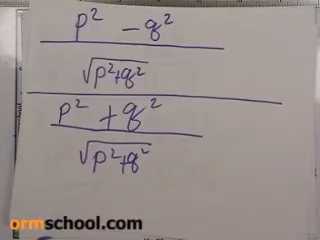 p² - q²
√p²+q²
p² + q²
√p²+q²
ormschool.com